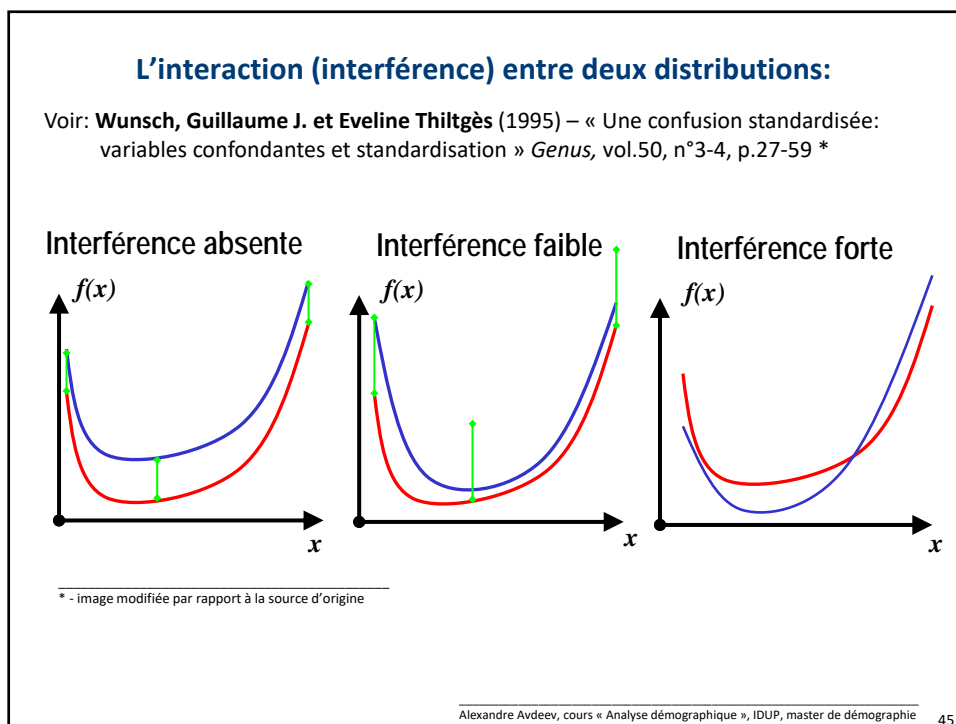 L’interaction (interférence) entre deux distributions:
Voir: Wunsch, Guillaume J. et Eveline Thiltgès (1995) – « Une confusion standardisée:
variables confondantes et standardisation » Genus, vol.50, n°3-4, p.27-59 *
Interférence absente
f(x)
x
Interférence faible
f(x)
x
Interférence forte
f(x)
x
* - image modifiée par rapport à la source d’origine
Alexandre Avdeev, cours « Analyse démographique », IDUP, master de démographie
45